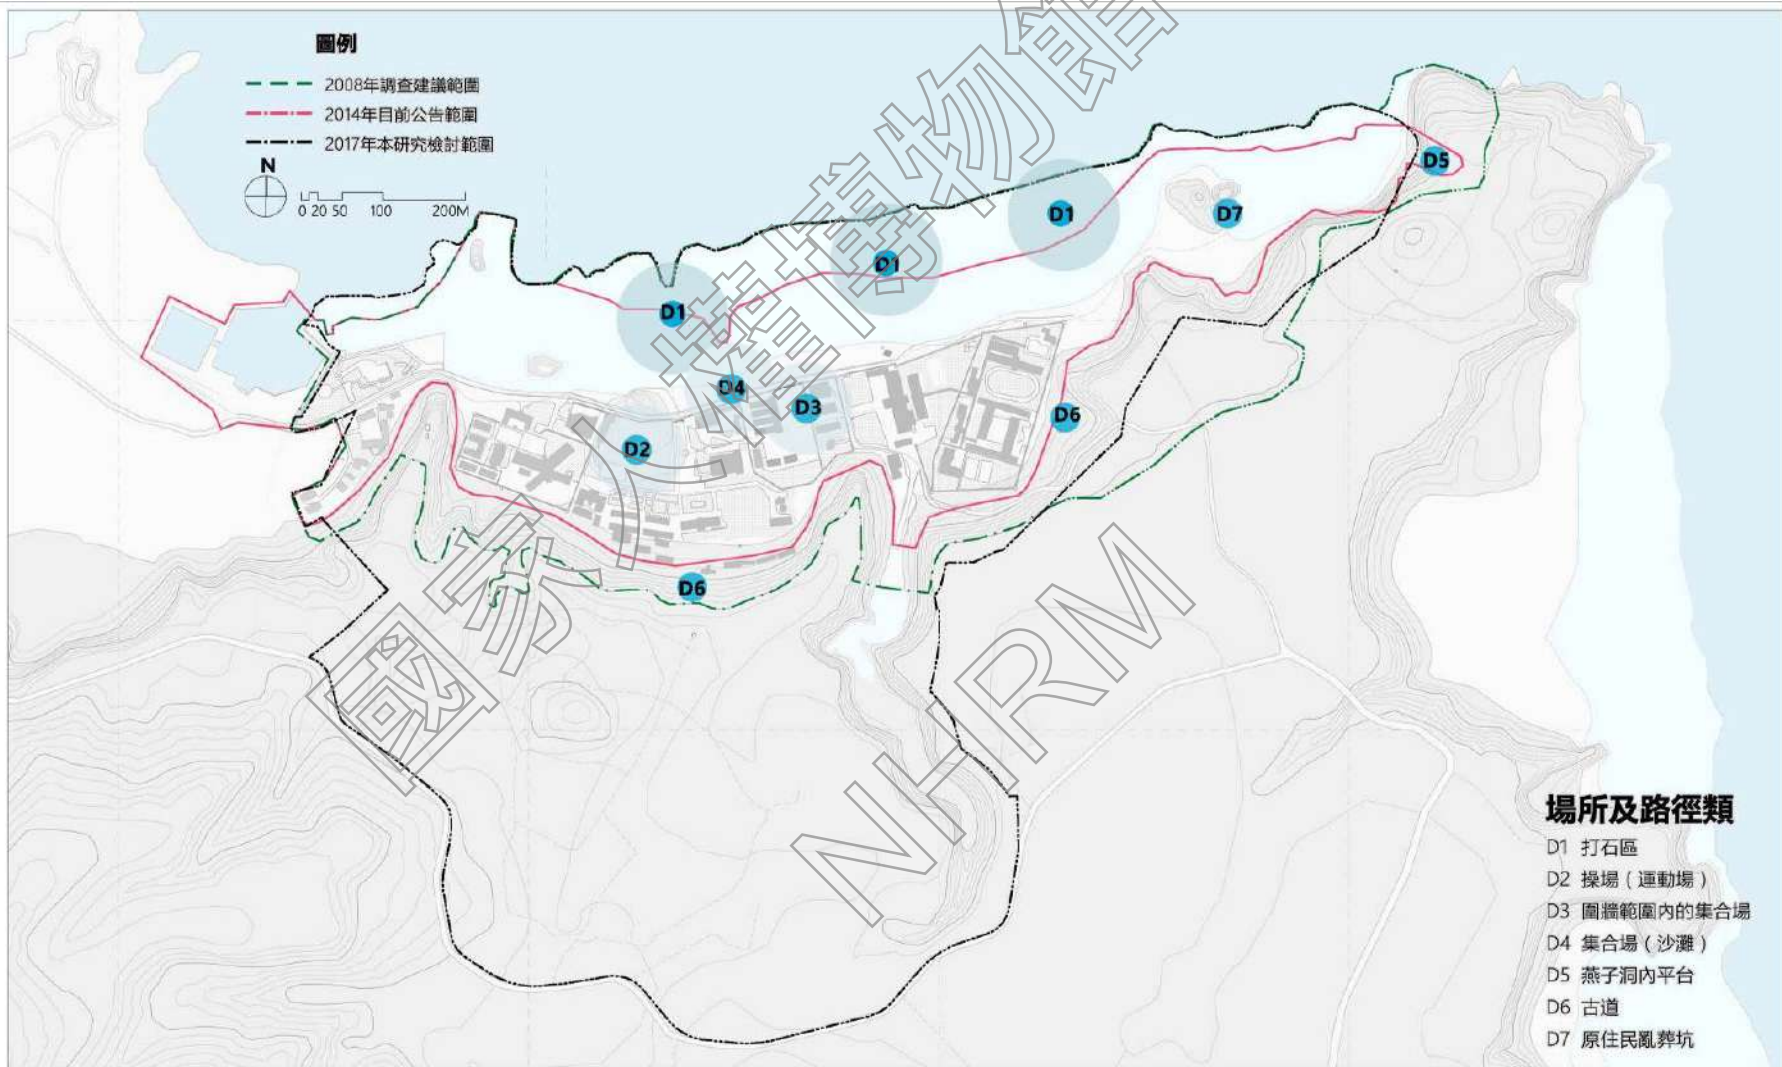 圖例
2008年調查建議範圍
2014年目前公告範圍
2017年本研究檢討範圍
N
0 20 50 100 200M
D5
D1
D7
D1
D1
D4
D3
D6
D2
D6
國家人權博物館
NHRM
場所及路徑類
D1 打石區
D2 操場（運動場）
D3 圍牆範圍內的集合場
D4 集合場（沙灘）
D5 燕子洞內平台
D6 古道
D7 原住民亂葬坑